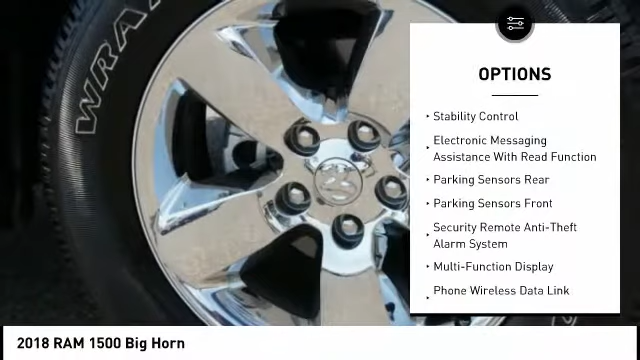 WRA
OPTIONS
Stability Control
Electronic Messaging
Assistance With Read Function
Parking Sensors Rear
Parking Sensors Front
Security Remote Anti-Theft
Alarm System
Multi-Function Display
Phone Wireless Data Link
2018 RAM 1500 Big Horn